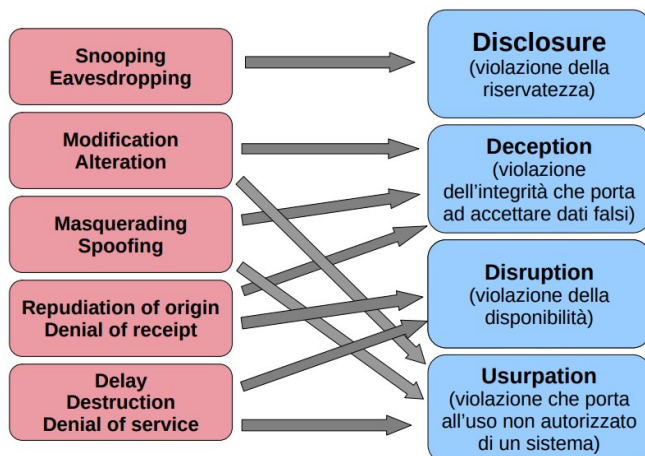 Snooping
Eavesdropping
Modification
Alteration
Masquerading
Spoofing
Repudiation of origin
Denial of receipt
Delay
Destruction
Denial of service
Disclosure
(violazione della
riservatezza)
Deception
(violazione
dell'integrità che porta
ad accettare dati falsi)
Disruption
(violazione della
disponibilità)
Usurpation
(violazione che porta
all'uso non autorizzato
di un sistema)